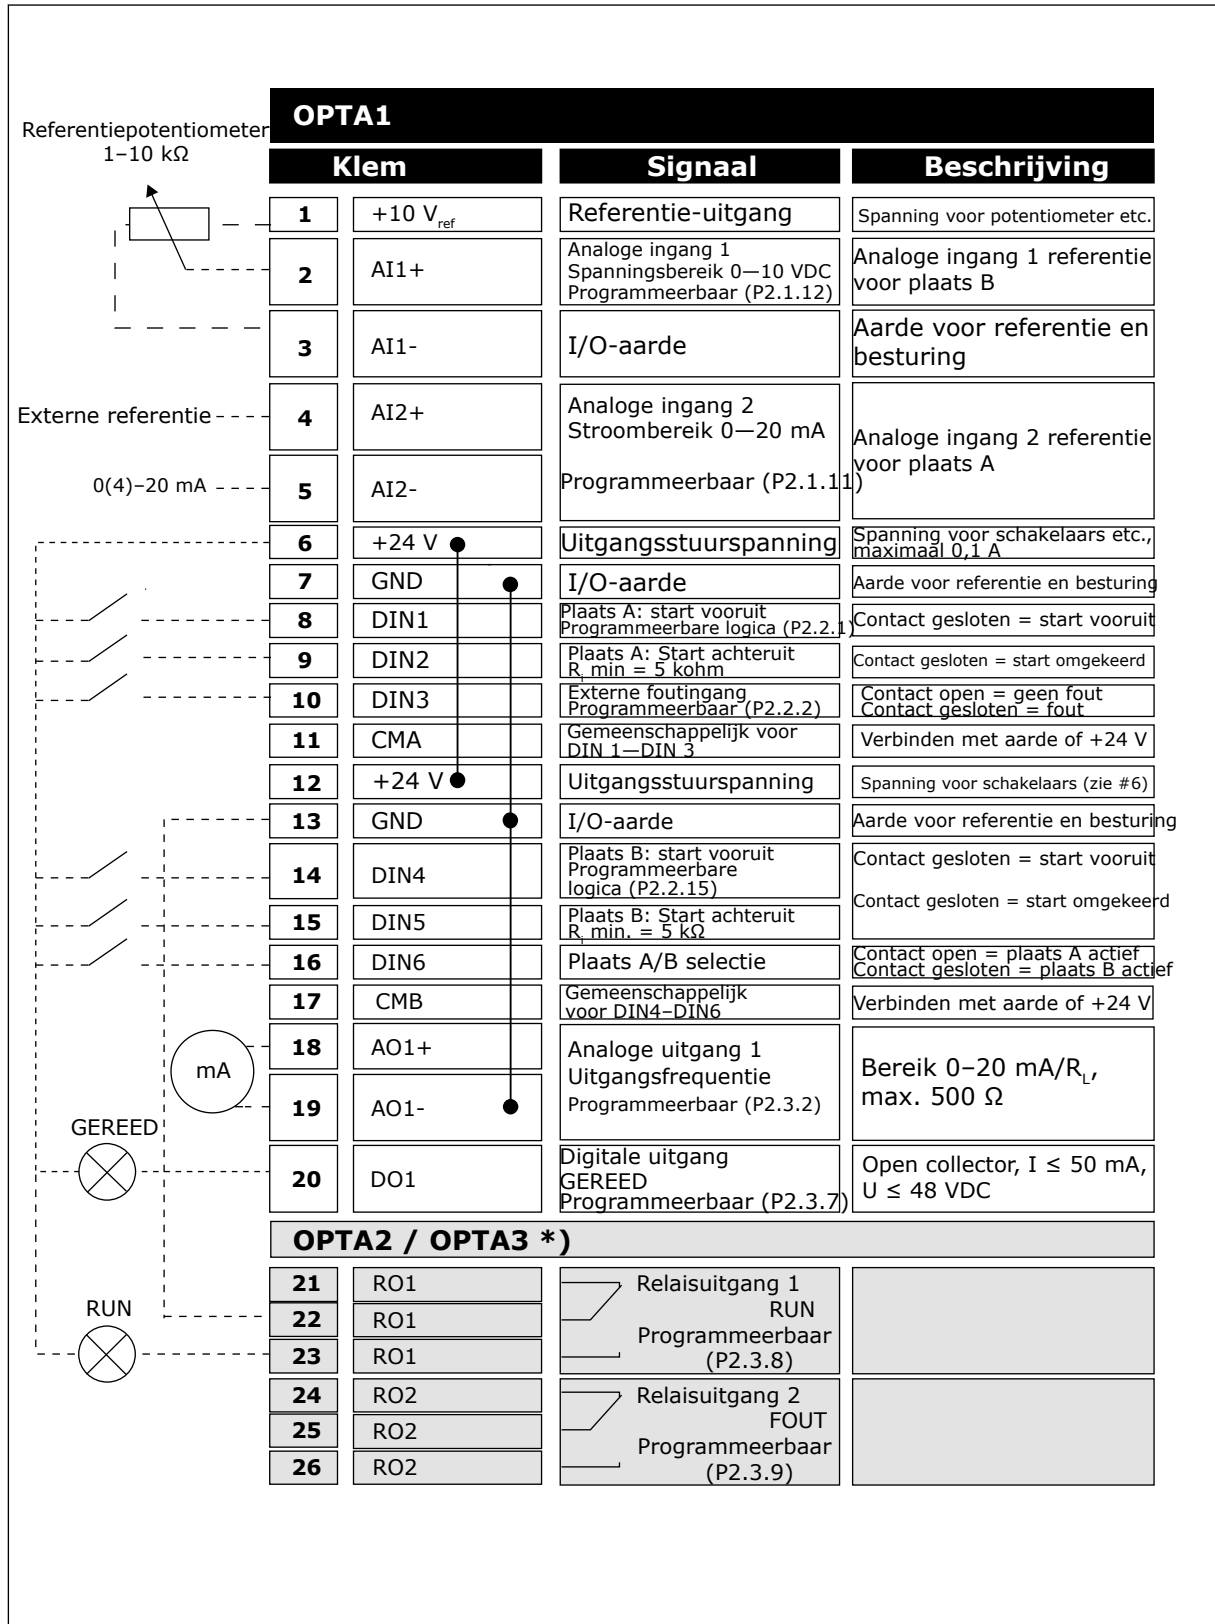 OPTA1
Referentiepotentiometer
1–10 kΩ
Klem
Signaal
Beschrijving
1
+10 Vref
Referentie-uitgang
Spanning voor potentiometer etc.
2
AI1+
Analoge ingang 1
Spanningsbereik 0—10 VDC
Programmeerbaar (P2.1.12)
Analoge ingang 1 referentie
voor plaats B
3
AI1-
I/O-aarde
Aarde voor referentie en
besturing
Externe referentie
4
AI2+
Analoge ingang 2
Stroombereik 0—20 mA
Programmeerbaar (P2.1.11)
Analoge ingang 2 referentie
voor plaats A
0(4)–20 mA
5
AI2-
6
+24 V
Uitgangsstuurspanning
Spanning voor schakelaars etc.,
maximaal 0,1 A
7
GND
I/O-aarde
Aarde voor referentie en besturing
8
DIN1
Plaats A: start vooruit
Programmeerbare logica (P2.2.1)
Contact gesloten = start vooruit
9
DIN2
Plaats A: Start achteruit
Ri min = 5 kohm
Contact gesloten = start omgekeerd
10
DIN3
Externe foutingang
Programmeerbaar (P2.2.2)
Contact open = geen fout
Contact gesloten = fout
11
CMA
Gemeenschappelijk voor
DIN 1—DIN 3
Verbinden met aarde of +24 V
12
+24 V
Uitgangsstuurspanning
Spanning voor schakelaars (zie #6)
13
GND
I/O-aarde
Aarde voor referentie en besturing
14
DIN4
Plaats B: start vooruit
Programmeerbare
logica (P2.2.15)
Contact gesloten = start vooruit
Contact gesloten = start omgekeerd
15
DIN5
Plaats B: Start achteruit
Ri min. = 5 kΩ
16
DIN6
Plaats A/B selectie
Contact open = plaats A actief
Contact gesloten = plaats B actief
17
CMB
Gemeenschappelijk
voor DIN4–DIN6
Verbinden met aarde of +24 V
mA
18
AO1+
Analoge uitgang 1
Uitgangsfrequentie
Programmeerbaar (P2.3.2)
Bereik 0–20 mA/RL,
max. 500 Ω
19
AO1-
GEREED
20
DO1
Digitale uitgang
GEREED
Programmeerbaar (P2.3.7)
Open collector, I ≤ 50 mA,
U ≤ 48 VDC
OPTA2 / OPTA3 *)
21
RO1
Relaisuitgang 1
RUN
Programmeerbaar
(P2.3.8)
RUN
22
RO1
23
RO1
24
RO2
Relaisuitgang 2
FOUT
Programmeerbaar
(P2.3.9)
25
RO2
26
RO2